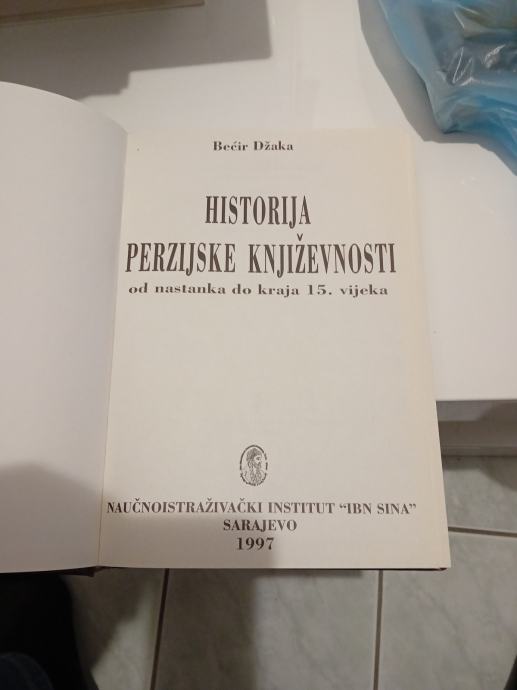 Bećir Džaka
HISTORIJA
PERZIJSKE KNJIŽEVNOSTI
od nastanka do kraja 15. vijeka
NAUČNOISTRAŽIVAČKI INSTITUT “IBN SINA”
SARAJEVO
1997